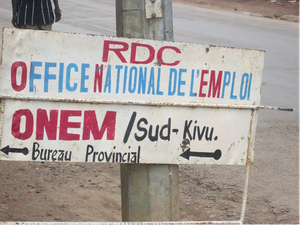 RDC
OFFICE NATIONAL DE L'EMPLOI
ONEM/Sud-Kivu.
Bureau Provincial